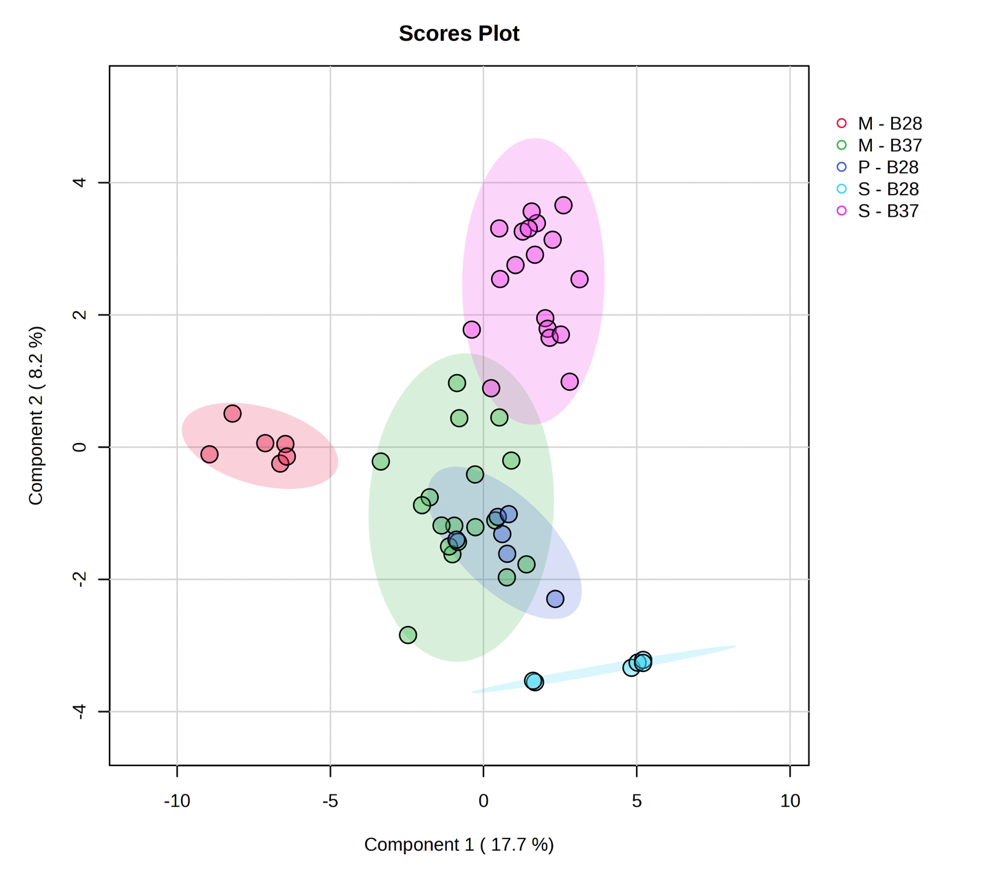 Scores Plot
M - B28
M - B37
P - B28
S - B28
S - B37
4
2
0
-2
-4
Component 2 ( 8.2 %)
-10
-5
0
5
10
Component 1 ( 17.7 %)